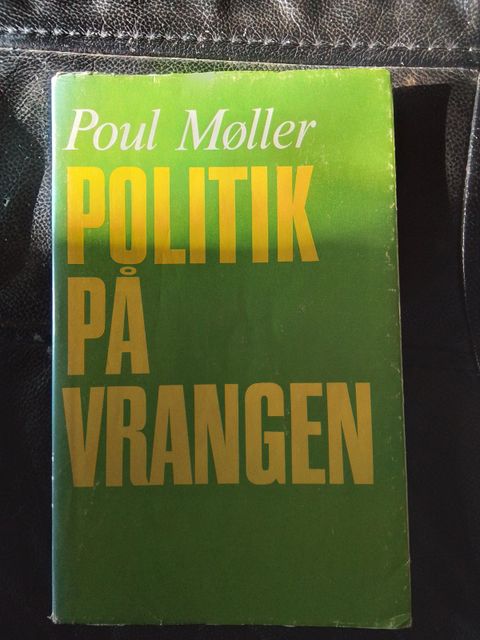 Poul Møller
POLITIK
PÅ
VRANGEN